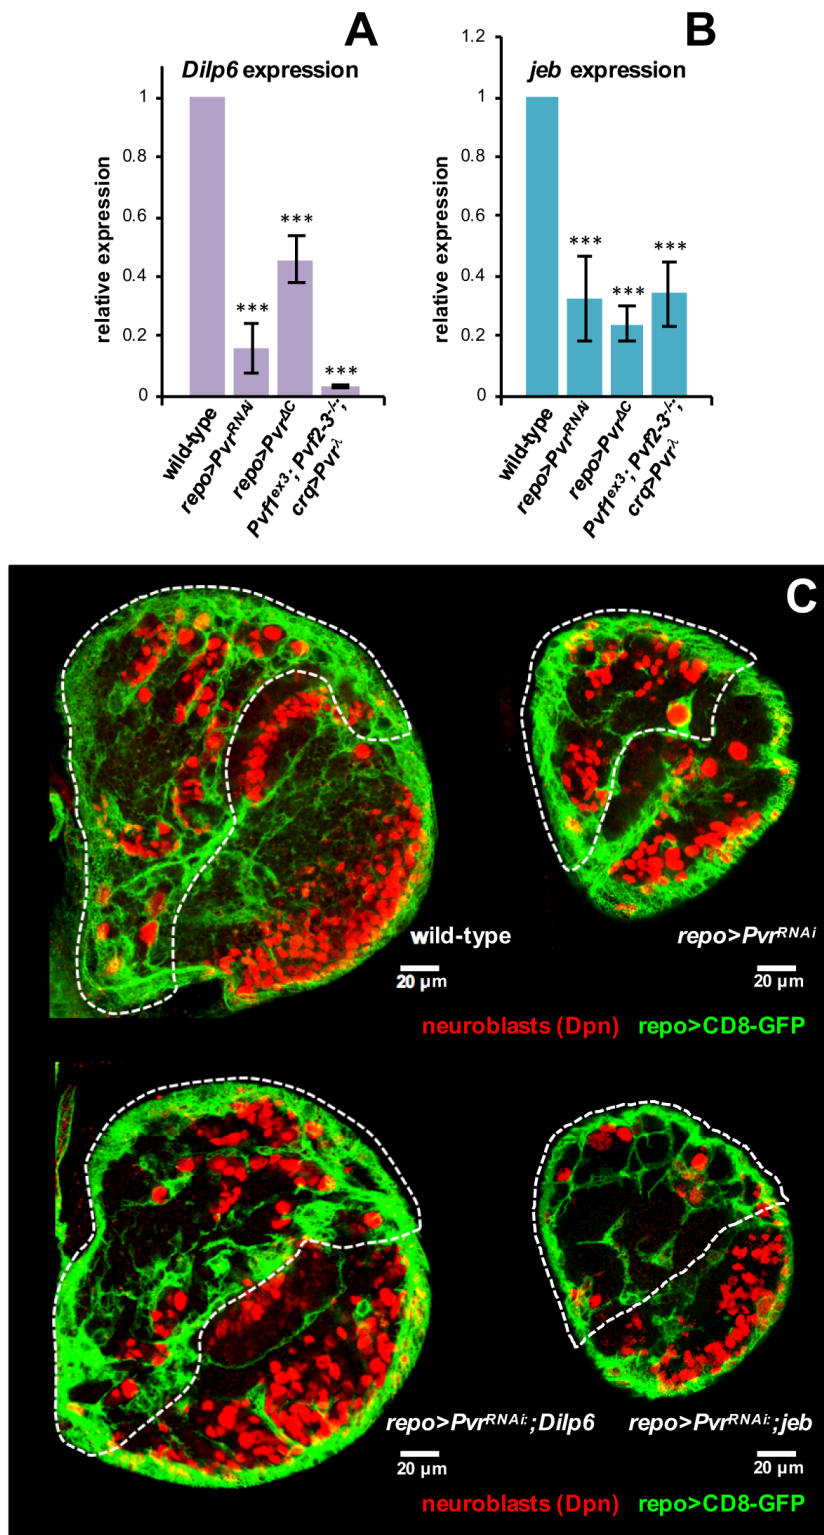 A
Dilp6 expression
relative expression
1
0.8
0.6
0.4
0.2
0
***
***
***
wild-type
repo>Pvr^RNAi
repo>Pvr^ΔC
Pvf1^ex3; Pvf2-3^-/-;
crq>Pvr^λ
B
jeb expression
relative expression
1.2
1
0.8
0.6
0.4
0.2
0
***
***
***
wild-type
repo>Pvr^RNAi
repo>Pvr^ΔC
Pvf1^ex3; Pvf2-3^-/-;
crq>Pvr^λ
C
wild-type
20 µm
repo>Pvr^RNAi
20 µm
neuroblasts (Dpn) repo>CD8-GFP
repo>Pvr^RNAi:;Dilp6
20 µm
repo>Pvr^RNAi:;jeb
20 µm
neuroblasts (Dpn) repo>CD8-GFP